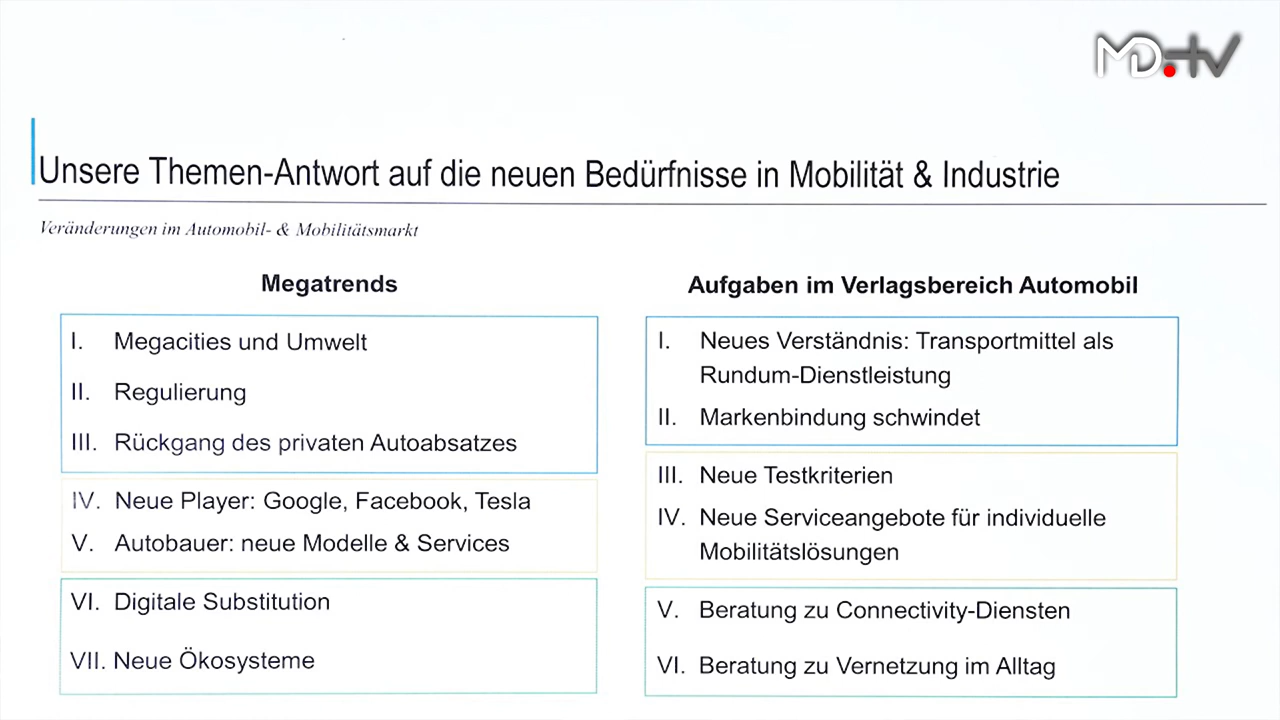 MD.tv
Unsere Themen-Antwort auf die neuen Bedürfnisse in Mobilität & Industrie
Veränderungen im Automobil- & Mobilitätsmarkt
Megatrends
I. Megacities und Umwelt
II. Regulierung
III. Rückgang des privaten Autoabsatzes
IV. Neue Player: Google, Facebook, Tesla
V. Autobauer: neue Modelle & Services
VI. Digitale Substitution
VII. Neue Ökosysteme
Aufgaben im Verlagsbereich Automobil
I. Neues Verständnis: Transportmittel als
Rundum-Dienstleistung
II. Markenbindung schwindet
III. Neue Testkriterien
IV. Neue Serviceangebote für individuelle
Mobilitätslösungen
V. Beratung zu Connectivity-Diensten
VI. Beratung zu Vernetzung im Alltag